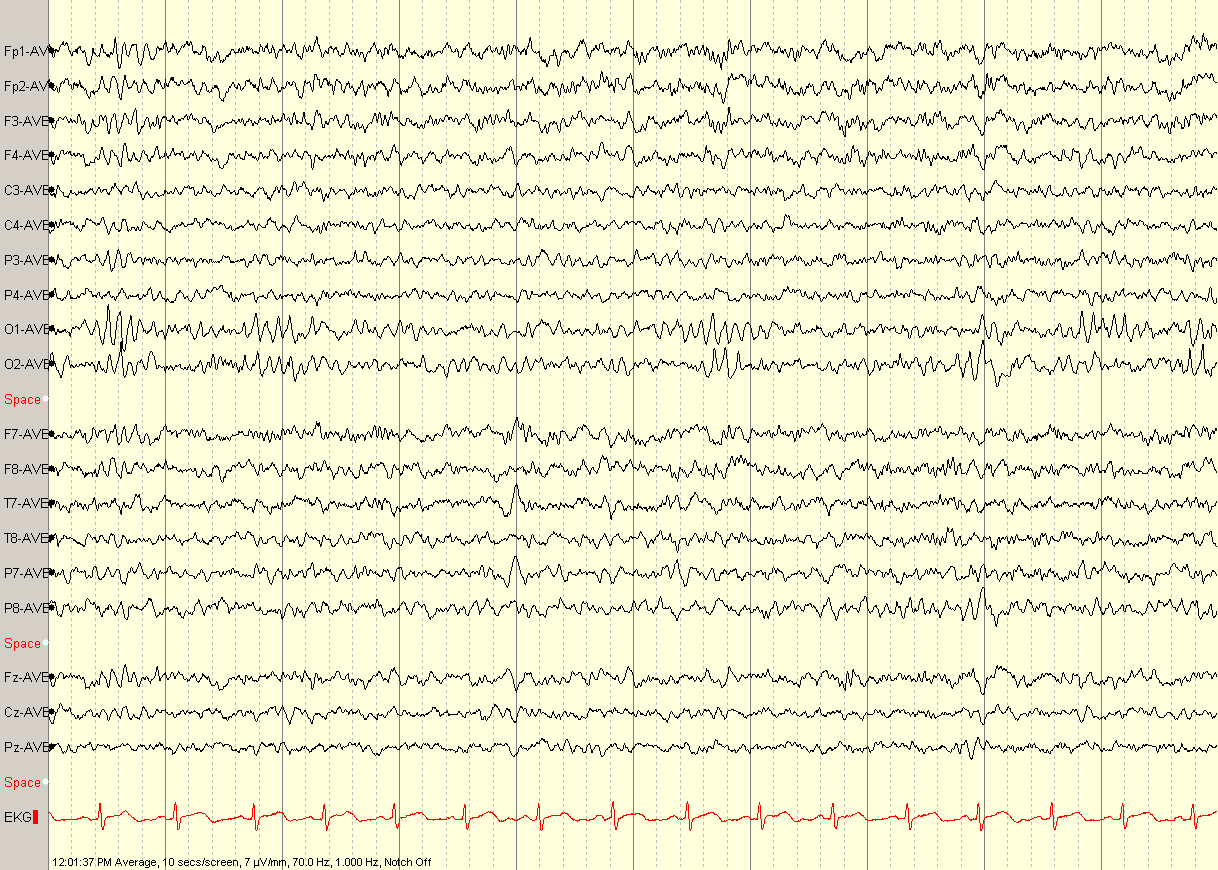 Fp1-AV
Fp2-AV
F3-AVE
F4-AVE
C3-AVE
C4-AVE
P3-AVE
P4-AVE
O1-AVE
O2-AVE
Space
F7-AVE
F8-AVE
T7-AVE
T8-AVE
P7-AVE
P8-AVE
Space
Fz-AVE
Cz-AVE
Pz-AVE
Space
EKG
12:01:37 PM Average, 10 secs/screen, 7 µV/mm, 70.0 Hz, 1.000 Hz, Notch Off